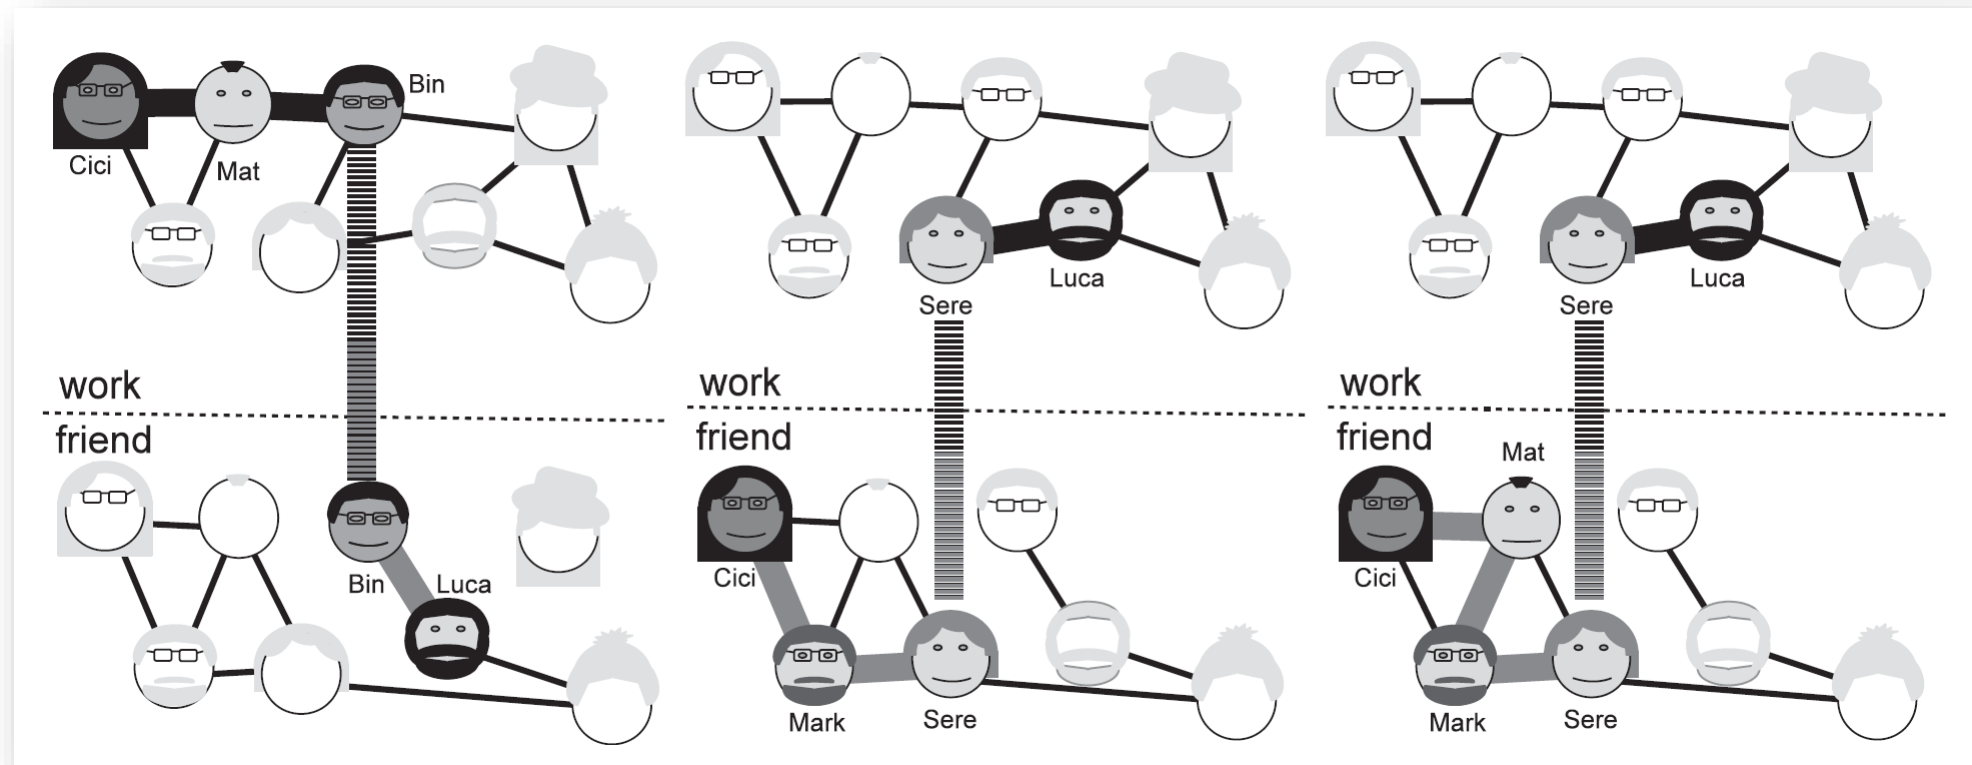 Bin
Cici
Mat
work
friend
Bin
Luca
Luca
Sere
work
friend
Cici
Mark
Sere
Luca
Sere
work
friend
Mat
Cici
Mark
Sere